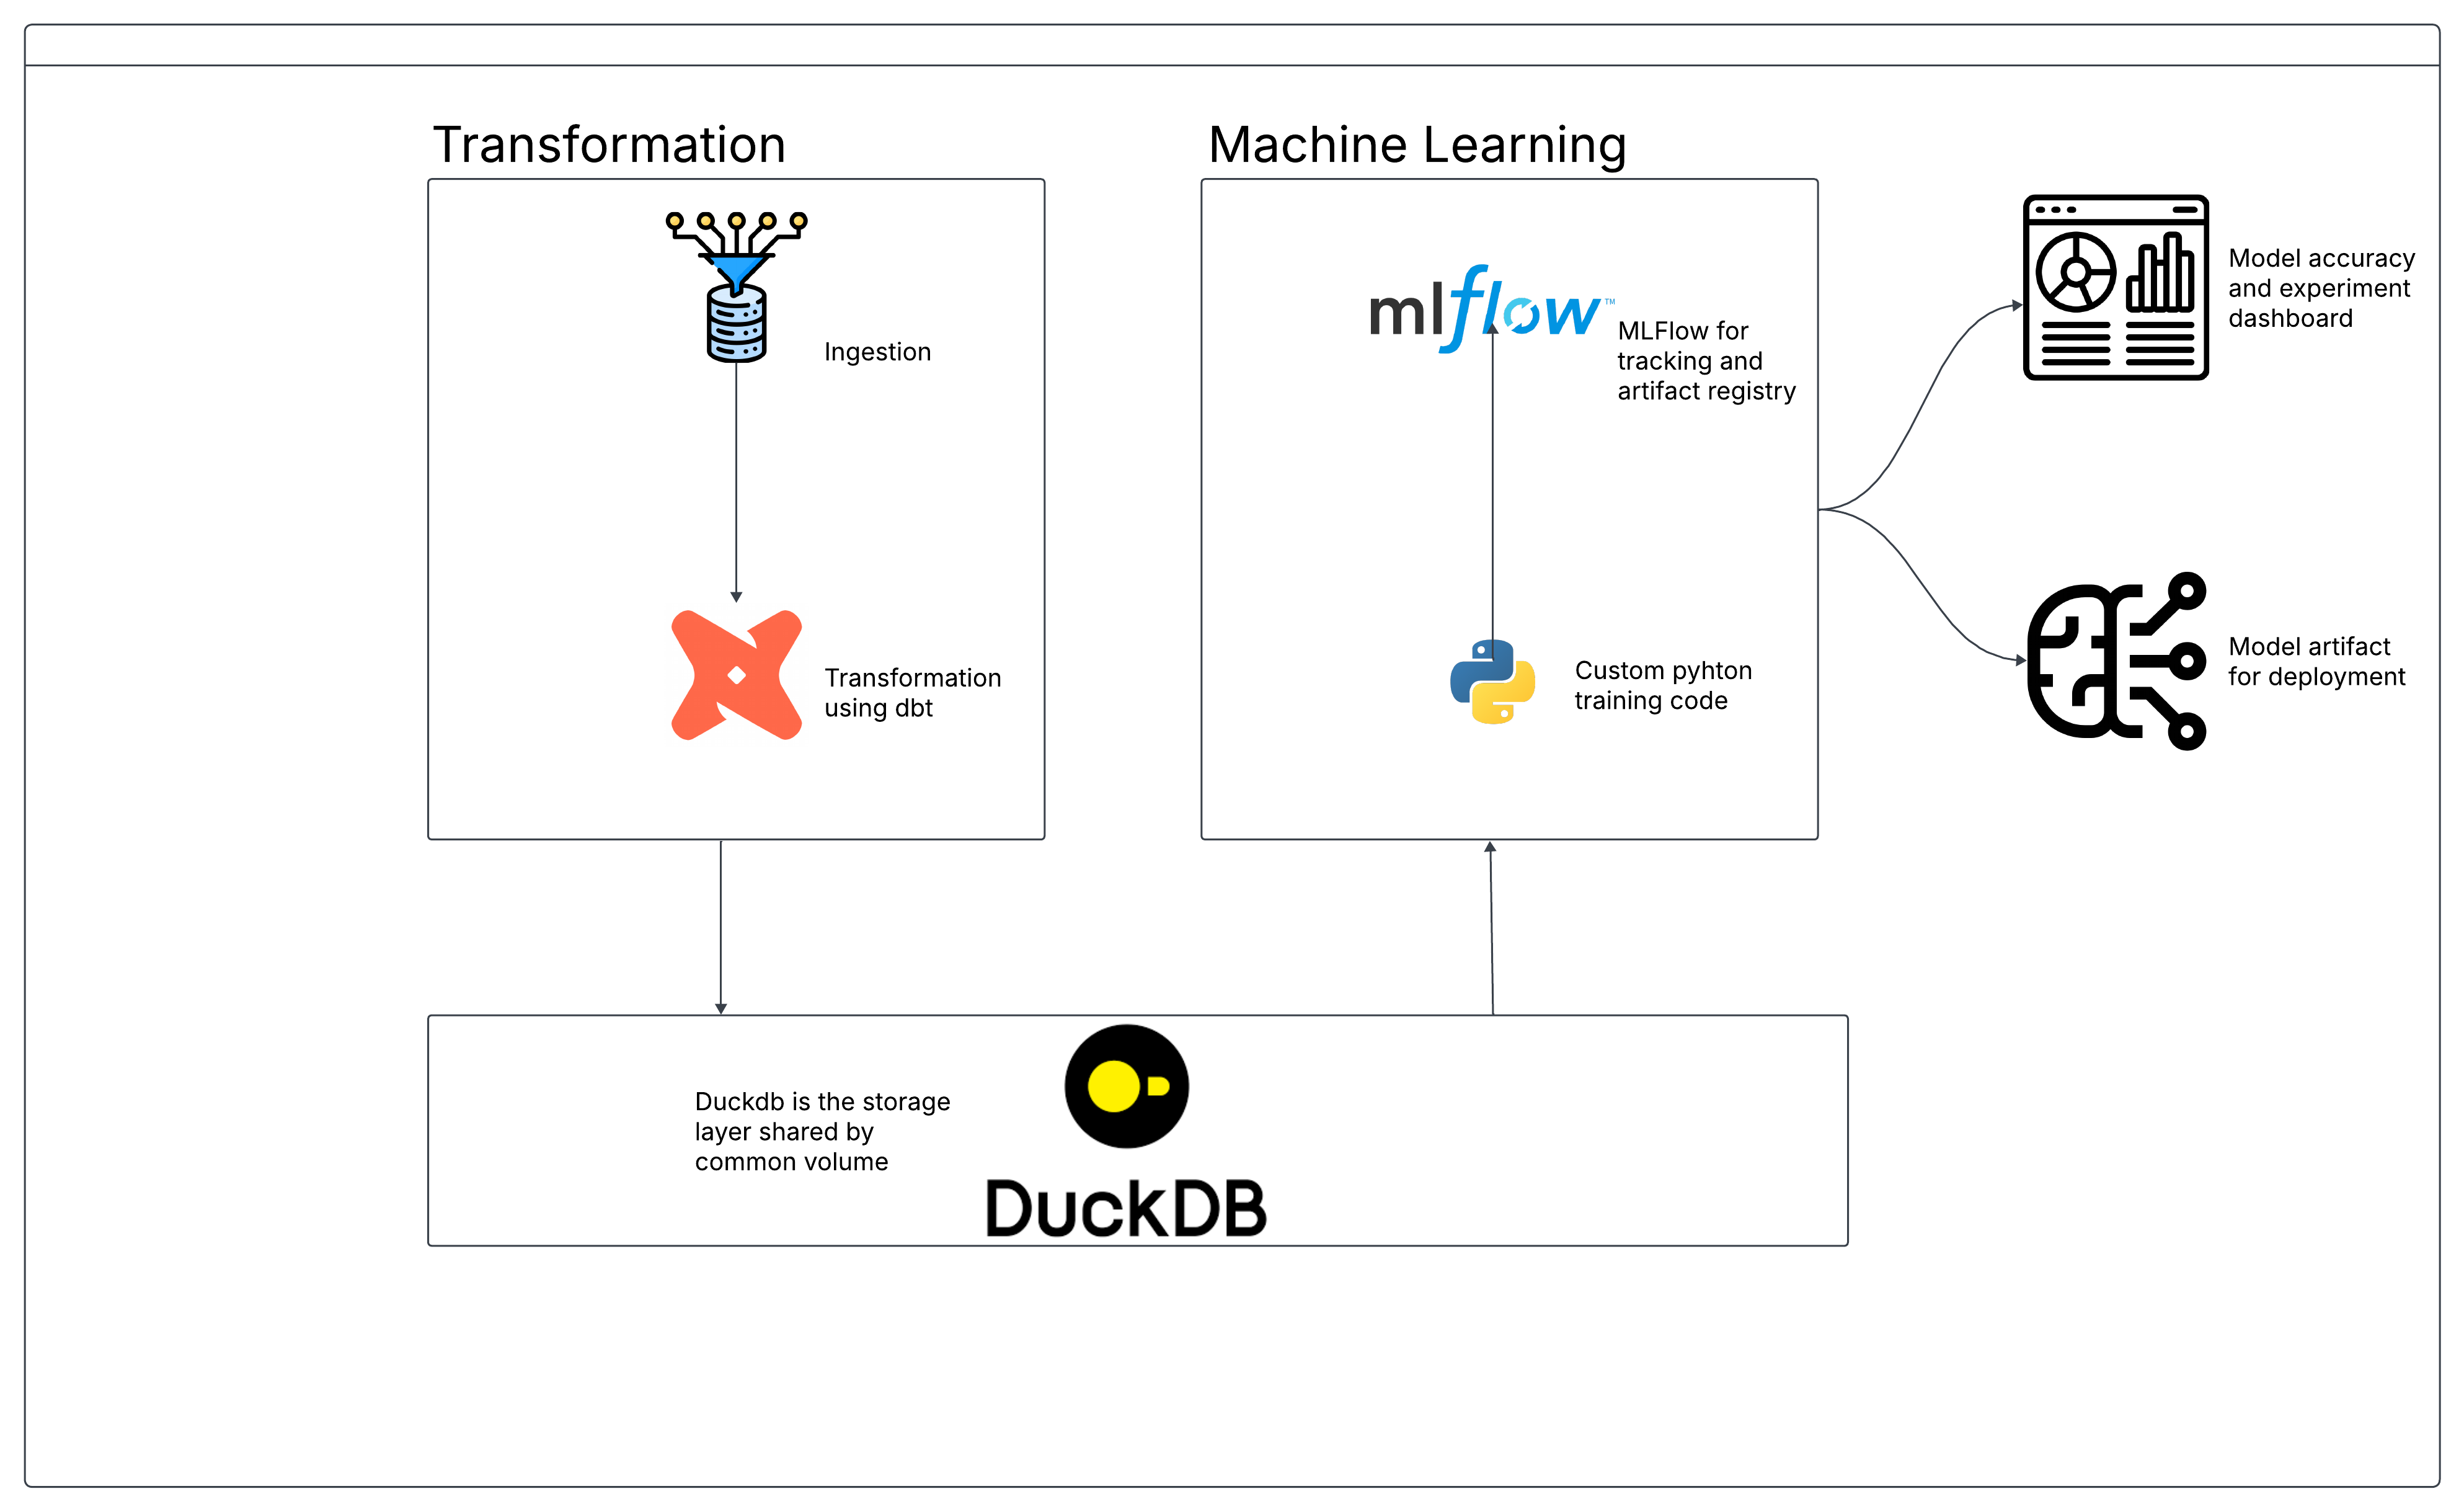 Transformation
Machine Learning
Ingestion
Transformation
using dbt
mlflow™
MLFlow for
tracking and
artifact registry
Custom pyhton
training code
Model accuracy
and experiment
dashboard
Model artifact
for deployment
Duckdb is the storage
layer shared by
common volume
DuckDB